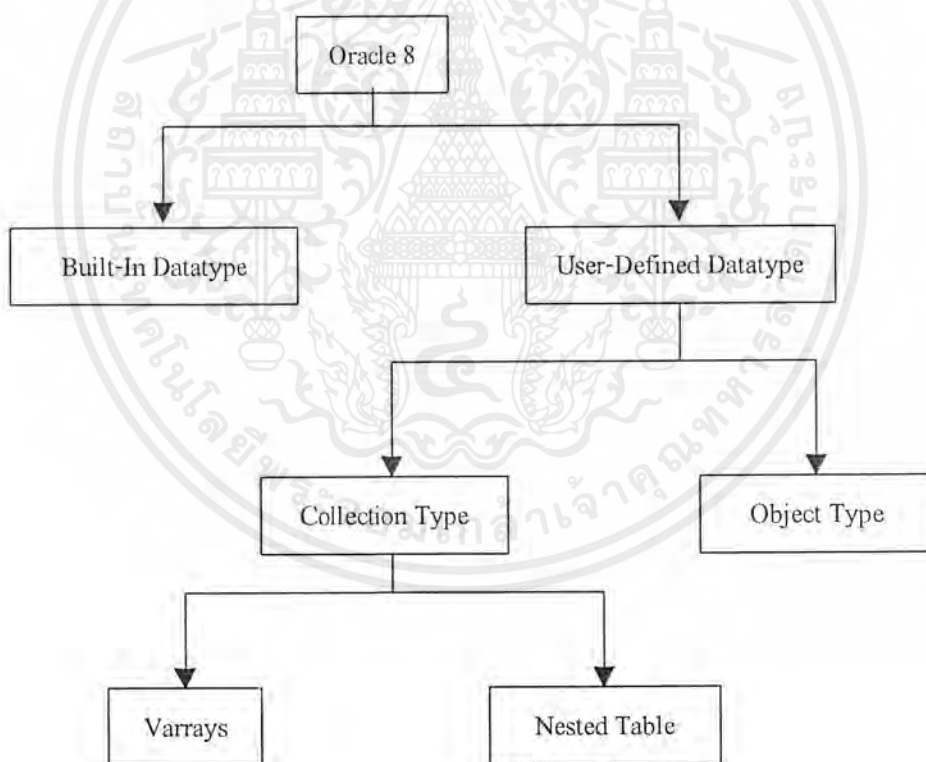 Oracle 8
Built-In Datatype
User-Defined Datatype
Collection Type
Object Type
Varrays
Nested Table